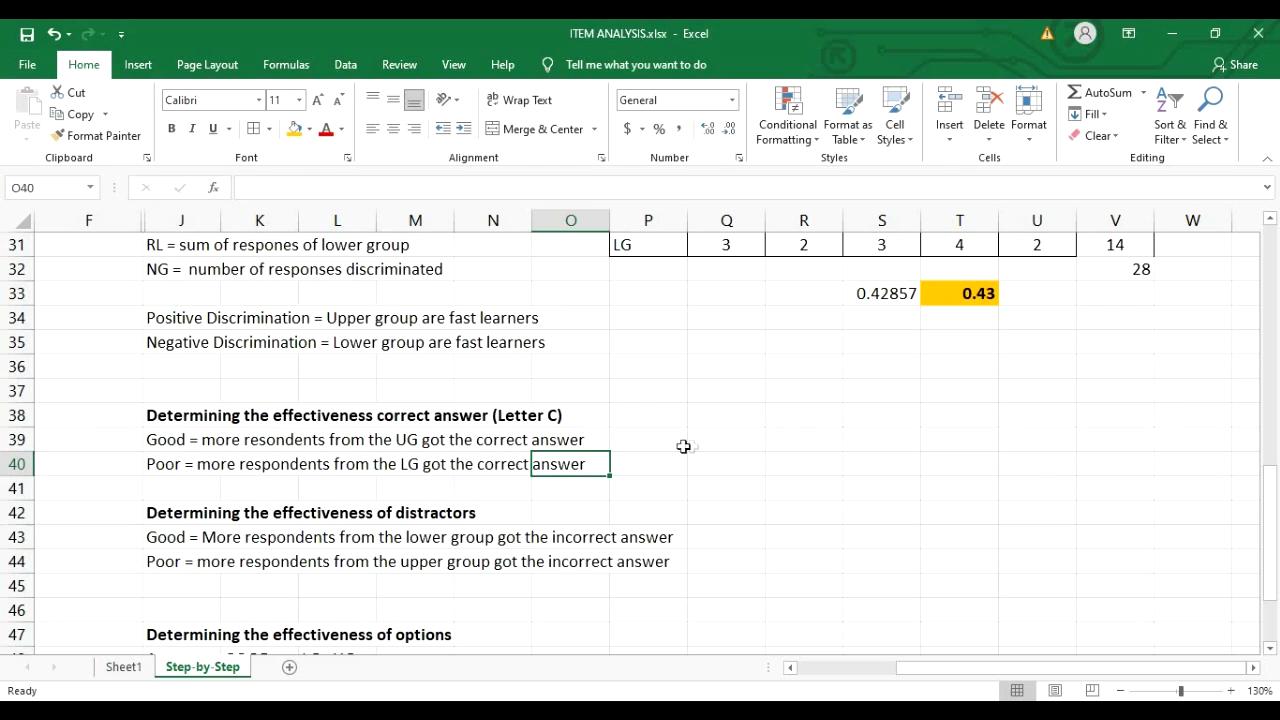 ITEM ANALYSIS.xlsx - Excel
File Home Insert Page Layout Formulas Data Review View Help Tell me what you want to do Share
Paste Cut Copy Format Painter
Clipboard
Calibri 11 A A B I U A
Font
Wrap Text Merge & Center
Alignment
General $ % ,
Number
Conditional Formatting Format as Table Cell Styles
Styles
Insert Delete Format
Cells
AutoSum Fill Clear Sort & Filter Find & Select
Editing
O40 fx
F J K L M N O P Q R S T U V W
31 RL = sum of respones of lower group LG 3 2 3 4 2 14
32 NG = number of responses discriminated 28
33 0.42857 0.43
34 Positive Discrimination = Upper group are fast learners
35 Negative Discrimination = Lower group are fast learners
36
37
38 Determining the effectiveness correct answer (Letter C)
39 Good = more resondents from the UG got the correct answer
40 Poor = more respondents from the LG got the correct answer
41
42 Determining the effectiveness of distractors
43 Good = More respondents from the lower group got the incorrect answer
44 Poor = more respondents from the upper group got the incorrect answer
45
46
47 Determining the effectiveness of options
Sheet1 Step-by-Step
Ready 130%